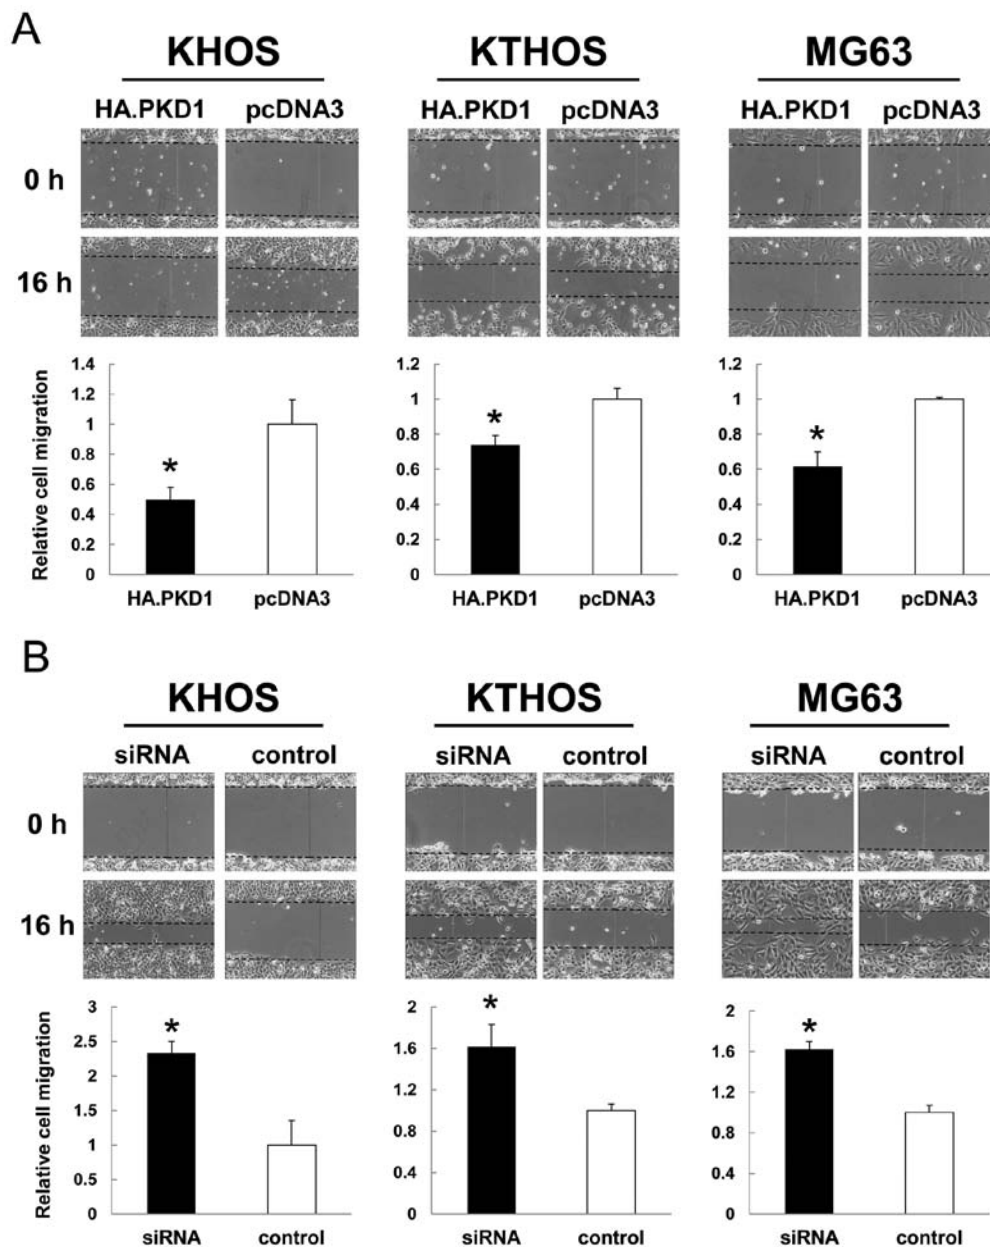 A
KHOS KTHOS MG63
HA.PKD1 pcDNA3 HA.PKD1 pcDNA3 HA.PKD1 pcDNA3
0 h
16 h
Relative cell migration
1.4
1.2
1
0.8
0.6
0.4
0.2
0
*
HA.PKD1 pcDNA3
1.2
1
0.8
0.6
0.4
0.2
0
*
HA.PKD1 pcDNA3
1.2
1
0.8
0.6
0.4
0.2
0
*
HA.PKD1 pcDNA3
B
KHOS KTHOS MG63
siRNA control siRNA control siRNA control
0 h
16 h
Relative cell migration
3
2.5
2
1.5
1
0.5
0
*
siRNA control
2
1.6
1.2
0.8
0.4
0
*
siRNA control
2
1.6
1.2
0.8
0.4
0
*
siRNA control